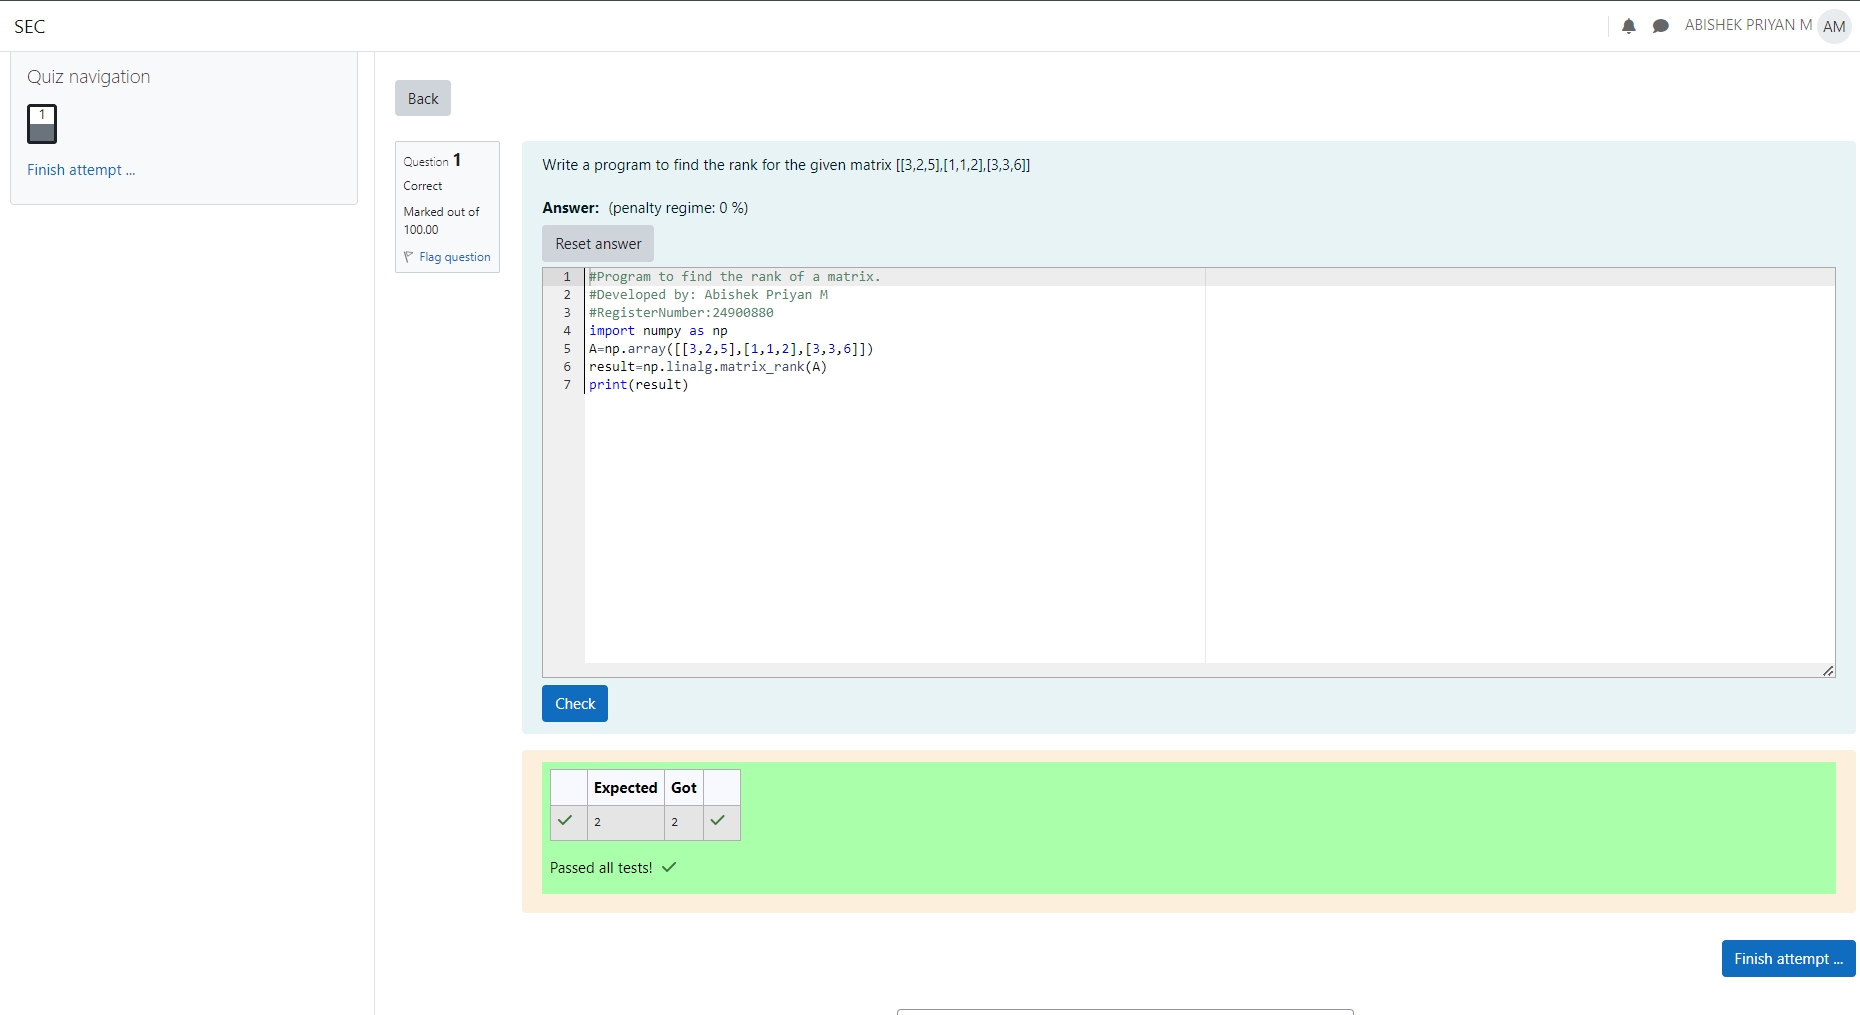 SEC
ABISHEK PRIYAN M AM
Quiz navigation
1
Finish attempt ...
Back
Question 1
Correct
Marked out of
100.00
Flag question
Write a program to find the rank for the given matrix [[3,2,5],[1,1,2],[3,3,6]]
Answer: (penalty regime: 0 %)
Reset answer
1 #Program to find the rank of a matrix.
2 #Developed by: Abishek Priyan M
3 #RegisterNumber:24900880
4 import numpy as np
5 A=np.array([[3,2,5],[1,1,2],[3,3,6]])
6 result=np.linalg.matrix_rank(A)
7 print(result)
Check
Expected Got
2 2
Passed all tests!
Finish attempt ...